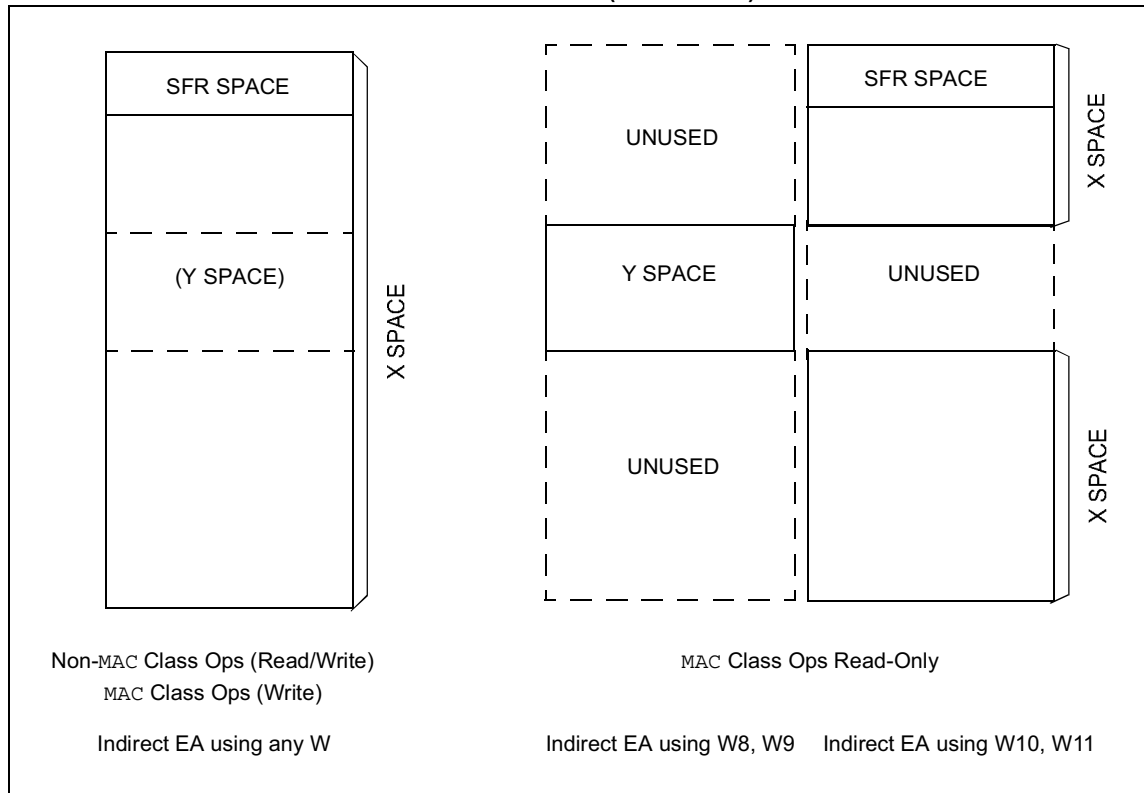 SFR SPACE
(Y SPACE)
X SPACE
UNUSED
Y SPACE
UNUSED
SFR SPACE
X SPACE
UNUSED
X SPACE
Non-MAC Class Ops (Read/Write)
MAC Class Ops (Write)
Indirect EA using any W
MAC Class Ops Read-Only
Indirect EA using W8, W9
Indirect EA using W10, W11